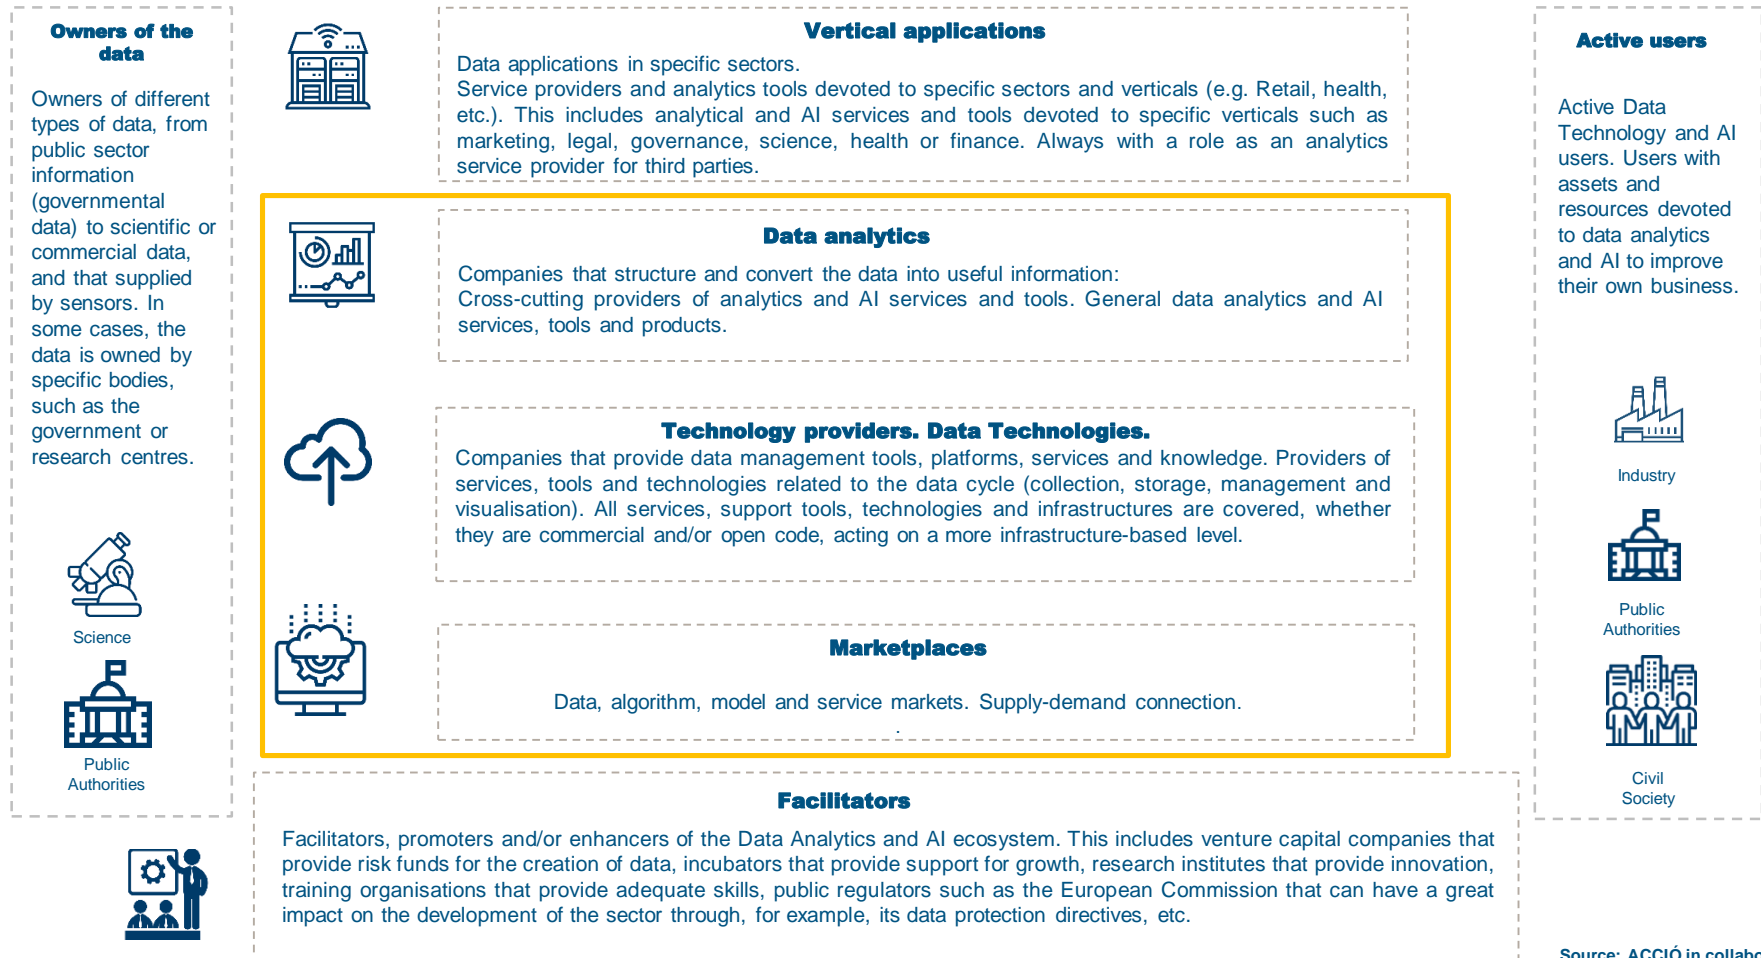 Owners of the
data
Owners of different
types of data, from
public sector
information
(governmental
data) to scientific or
commercial data,
and that supplied
by sensors. In
some cases, the
data is owned by
specific bodies,
such as the
government or
research centres.
Science
Public
Authorities
Vertical applications
Data applications in specific sectors.
Service providers and analytics tools devoted to specific sectors and verticals (e.g. Retail, health,
etc.). This includes analytical and AI services and tools devoted to specific verticals such as
marketing, legal, governance, science, health or finance. Always with a role as an analytics
service provider for third parties.
Data analytics
Companies that structure and convert the data into useful information:
Cross-cutting providers of analytics and AI services and tools. General data analytics and AI
services, tools and products.
Technology providers. Data Technologies.
Companies that provide data management tools, platforms, services and knowledge. Providers of
services, tools and technologies related to the data cycle (collection, storage, management and
visualisation). All services, support tools, technologies and infrastructures are covered, whether
they are commercial and/or open code, acting on a more infrastructure-based level.
Marketplaces
Data, algorithm, model and service markets. Supply-demand connection.
.
Facilitators
Facilitators, promoters and/or enhancers of the Data Analytics and AI ecosystem. This includes venture capital companies that
provide risk funds for the creation of data, incubators that provide support for growth, research institutes that provide innovation,
training organisations that provide adequate skills, public regulators such as the European Commission that can have a great
impact on the development of the sector through, for example, its data protection directives, etc.
Active users
Active Data
Technology and AI
users. Users with
assets and
resources devoted
to data analytics
and AI to improve
their own business.
Industry
Public
Authorities
Civil
Society
Source: ACCIÓ in